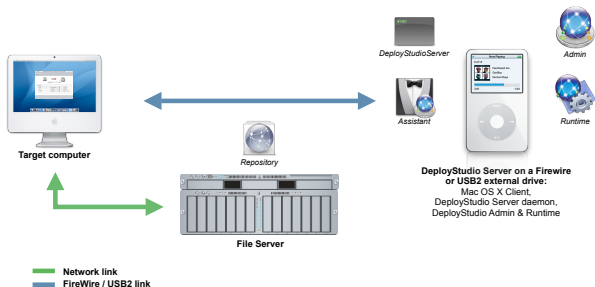 DeployStudioServer
Admin
Assistant
Runtime
Target computer
Repository
DeployStudio Server on a Firewire
or USB2 external drive:
Mac OS X Client,
DeployStudio Server daemon,
DeployStudio Admin & Runtime
File Server
Network link
FireWire / USB2 link